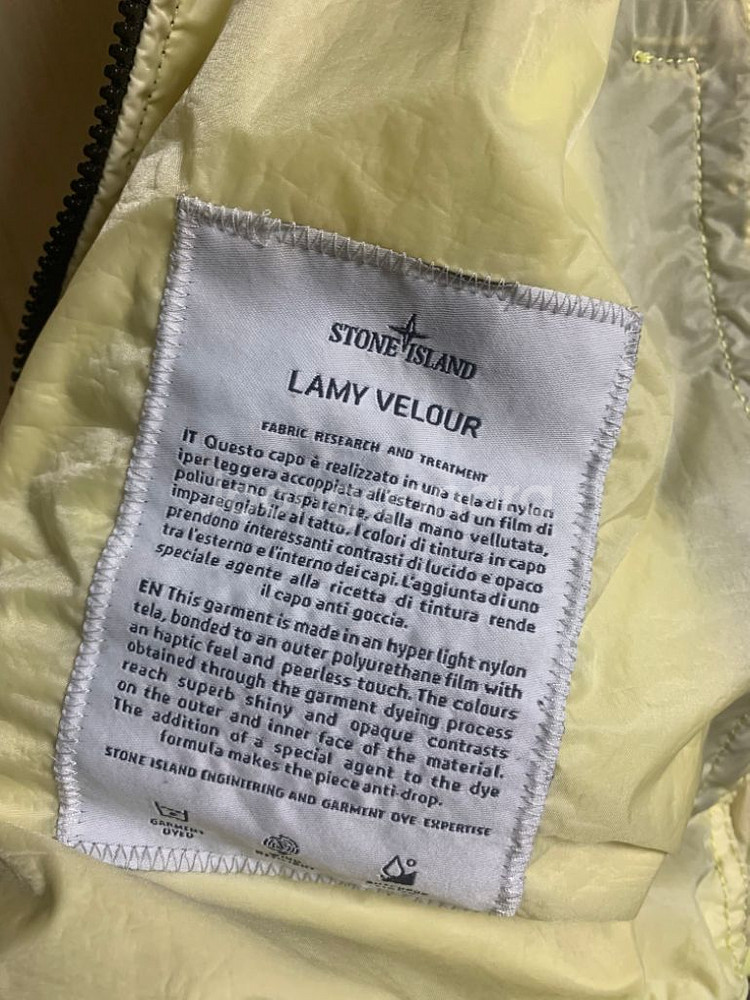 STONE ISLAND
LAMY VELOUR
FABRIC RESEARCH AND TREATMENT
IT Questo capo è realizzato in una tela di nylon
iper leggera accoppiata all'esterno ad un film di
poliuretano trasparente, dalla mano vellutata,
impareggiabile al tatto. I colori di tintura in capo
prendono interessanti contrasti di lucido e opaco
tra l'esterno e l'interno dei capi. L'aggiunta di uno
speciale agente alla ricetta di tintura rende
il capo anti goccia.
EN This garment is made in an hyper light nylon
tela, bonded to an outer polyurethane film with
an haptic feel and peerless touch. The colours
obtained through the garment dyeing process
reach superb shiny and opaque contrasts
on the outer and inner face of the material.
The addition of a special agent to the dye
formula makes the piece anti-drop.
STONE ISLAND ENGINEERING AND GARMENT DYE EXPERTISE
GARMENT
DYED